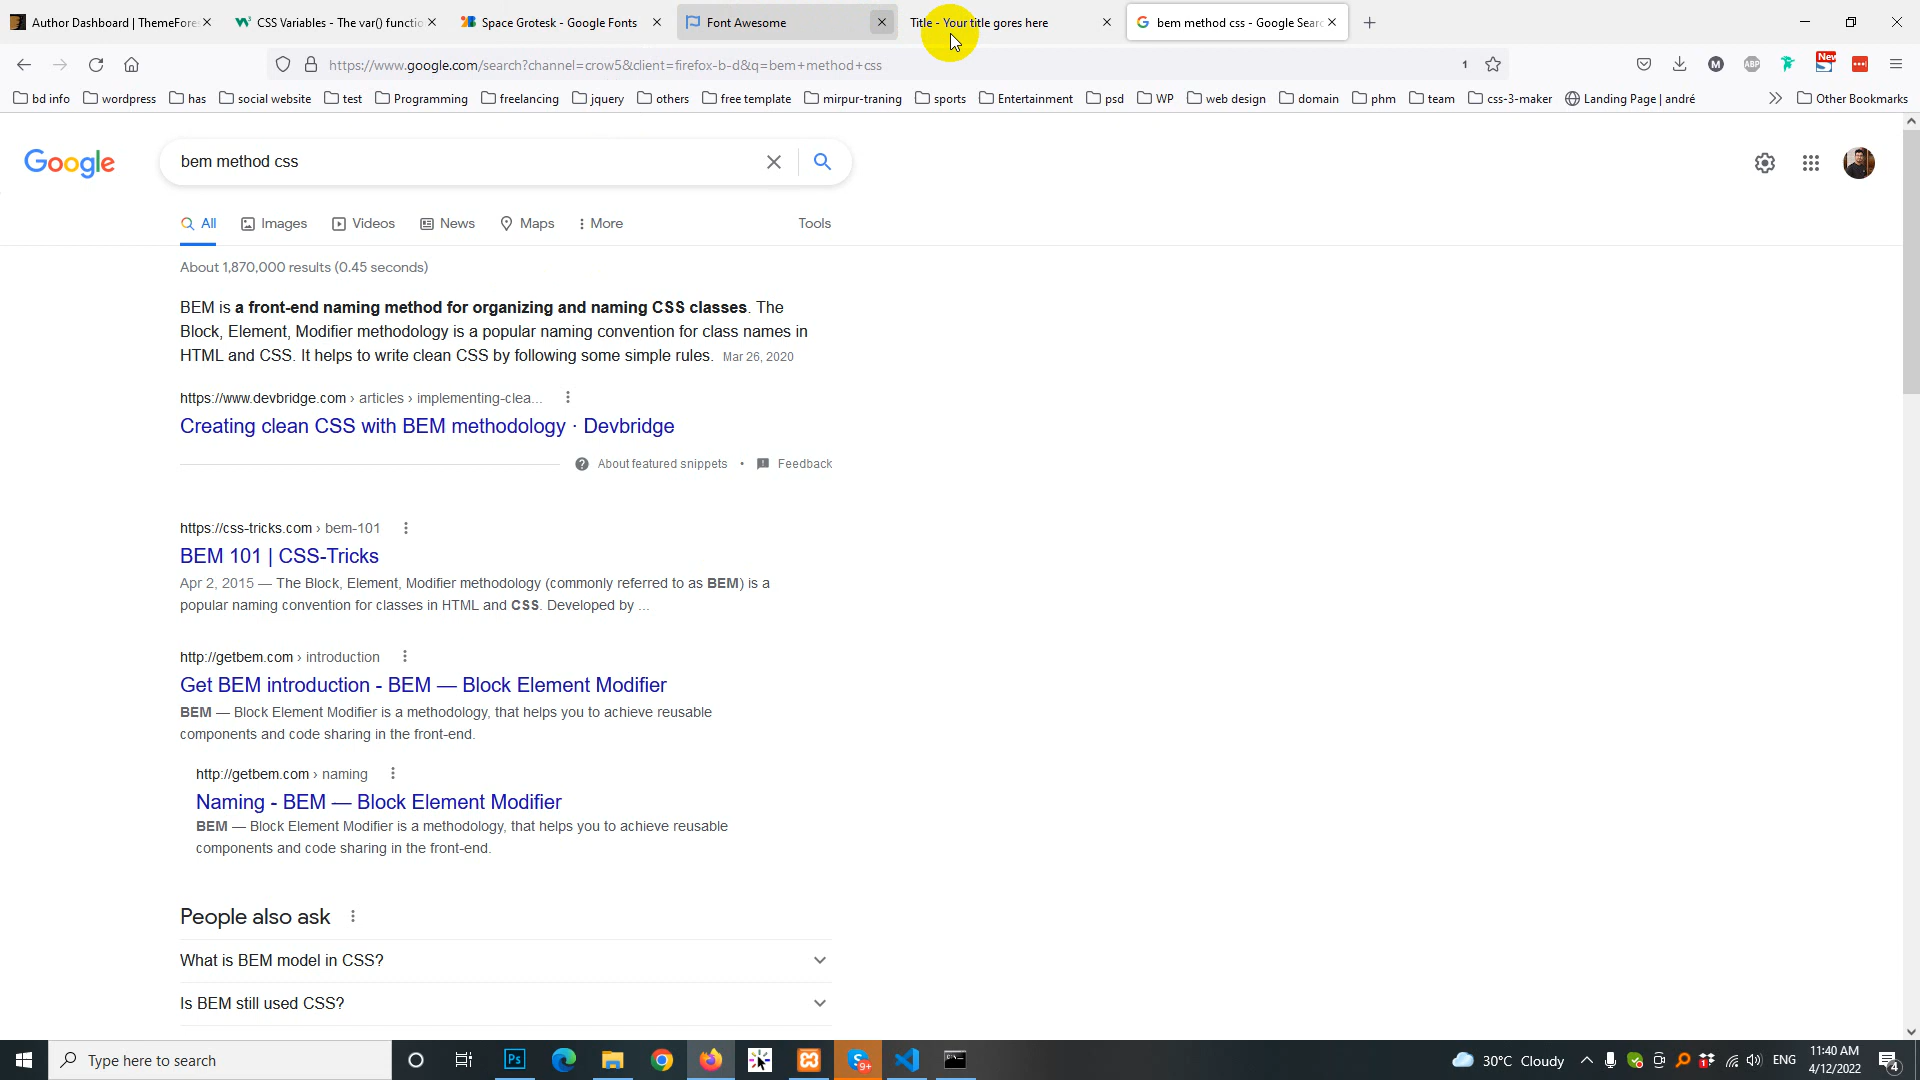 Author Dashboard | ThemeFore
CSS Variables - The var() functio
Space Grotesk - Google Fonts
Font Awesome
Title - Your title gores here
bem method css - Google Searc
https://www.google.com/search?channel=crow5&client=firefox-b-d&q=bem+method+css
1
M
ABP
New
bd info
wordpress
has
social website
test
Programming
freelancing
jquery
others
free template
mirpur-traning
sports
Entertainment
psd
WP
web design
domain
phm
team
css-3-maker
Landing Page | andré
Other Bookmarks
Google
bem method css
All
Images
Videos
News
Maps
More
Tools
About 1,870,000 results (0.45 seconds)
BEM is a front-end naming method for organizing and naming CSS classes. The
Block, Element, Modifier methodology is a popular naming convention for class names in
HTML and CSS. It helps to write clean CSS by following some simple rules. Mar 26, 2020
https://www.devbridge.com › articles › implementing-clea...
Creating clean CSS with BEM methodology · Devbridge
About featured snippets • Feedback
https://css-tricks.com › bem-101
BEM 101 | CSS-Tricks
Apr 2, 2015 — The Block, Element, Modifier methodology (commonly referred to as BEM) is a
popular naming convention for classes in HTML and CSS. Developed by ...
http://getbem.com › introduction
Get BEM introduction - BEM — Block Element Modifier
BEM — Block Element Modifier is a methodology, that helps you to achieve reusable
components and code sharing in the front-end.
http://getbem.com › naming
Naming - BEM — Block Element Modifier
BEM — Block Element Modifier is a methodology, that helps you to achieve reusable
components and code sharing in the front-end.
People also ask
What is BEM model in CSS?
Is BEM still used CSS?
Type here to search
Ps
9+
30°C Cloudy
ENG
11:40 AM
4/12/2022
4